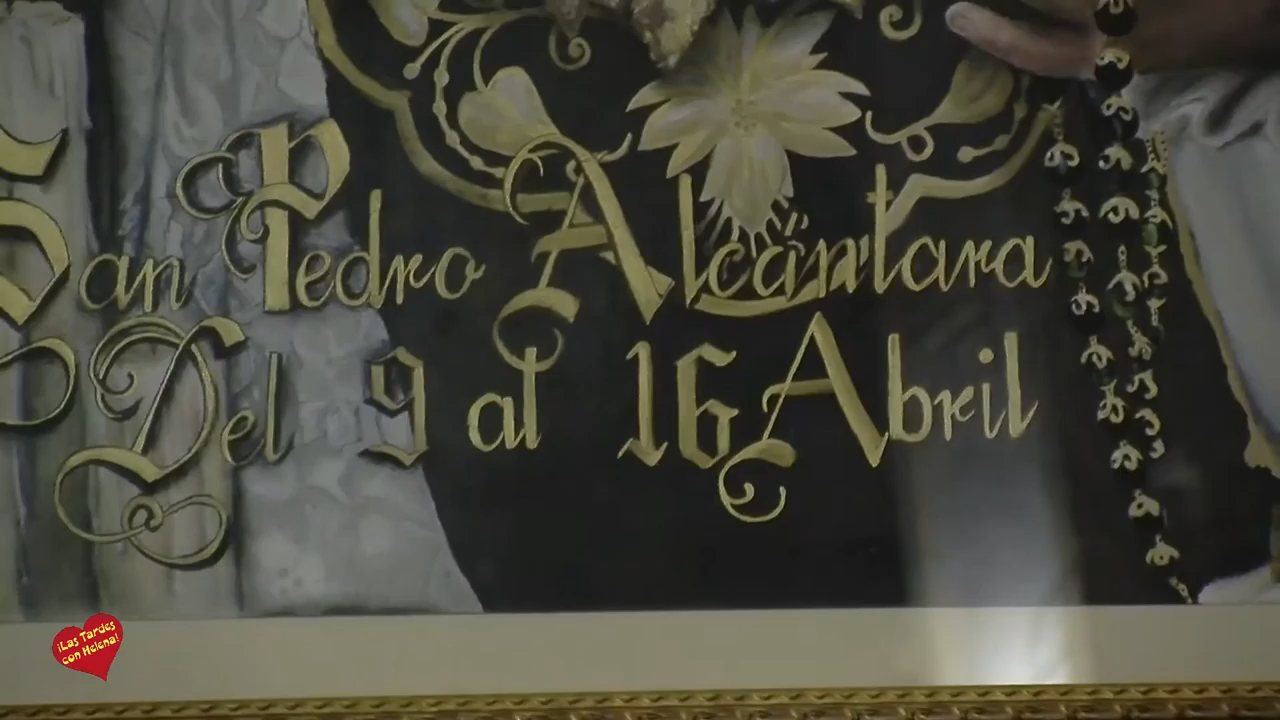 San Pedro Alcántara
Del 9 al 16 Abril
¡Las Tardes
con Helena!